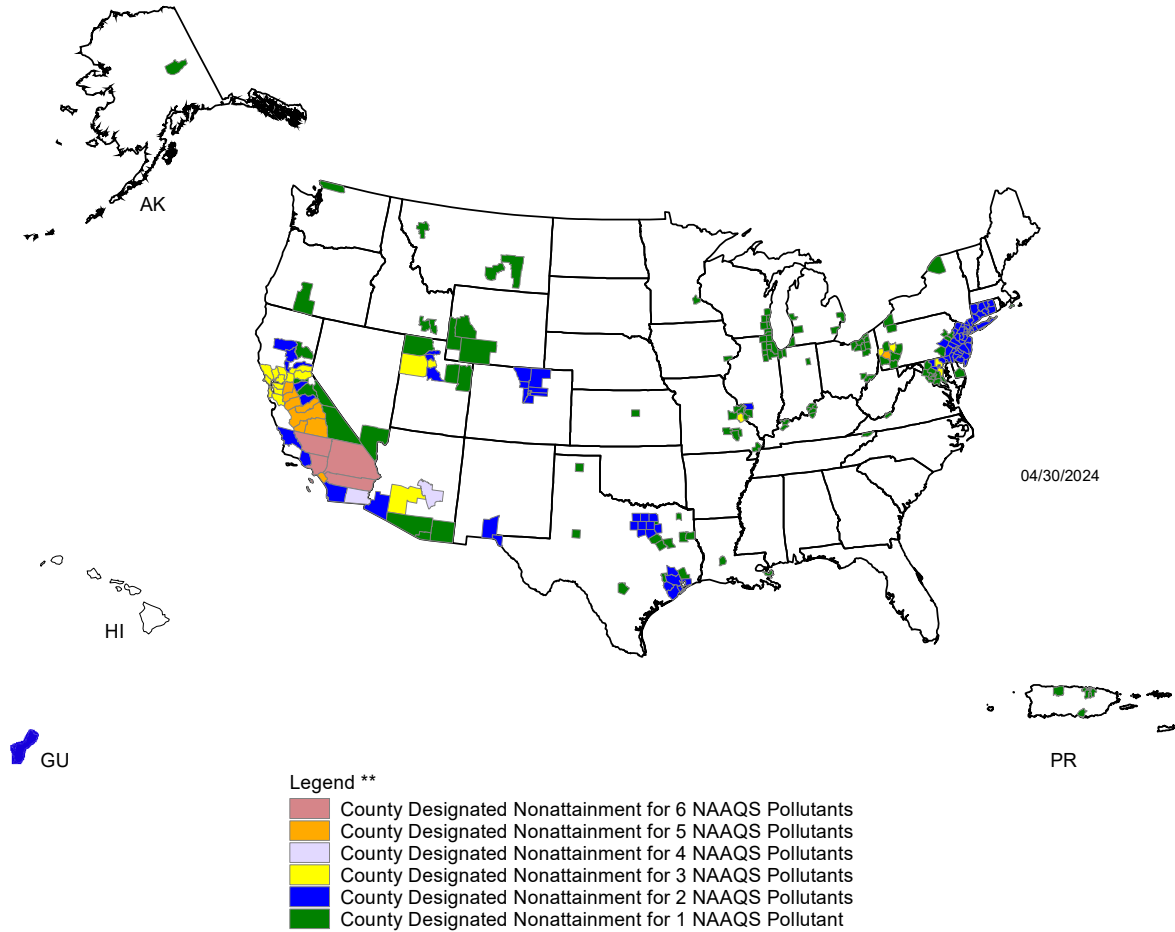 AK
04/30/2024
HI
GU
PR
Legend **
County Designated Nonattainment for 6 NAAQS Pollutants
County Designated Nonattainment for 5 NAAQS Pollutants
County Designated Nonattainment for 4 NAAQS Pollutants
County Designated Nonattainment for 3 NAAQS Pollutants
County Designated Nonattainment for 2 NAAQS Pollutants
County Designated Nonattainment for 1 NAAQS Pollutant